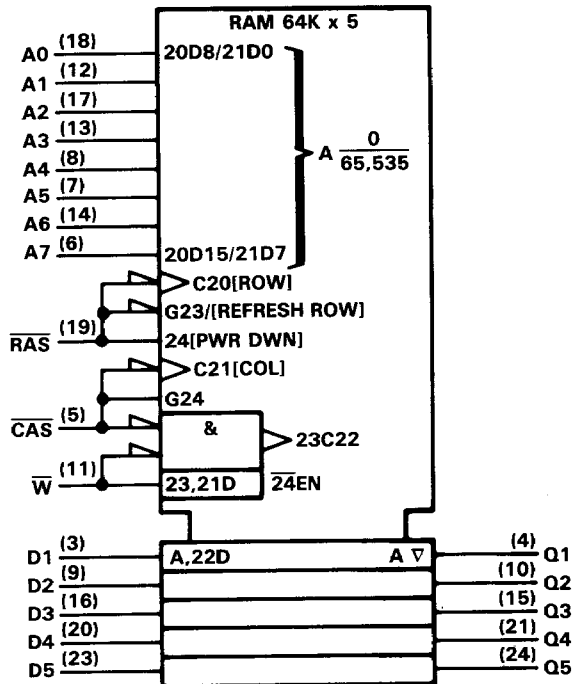 RAM 64K x 5
A0 (18) 20D8/21D0
A1 (12)
A2 (17)
A3 (13)
A 0
65,535
A4 (8)
A5 (7)
A6 (14)
A7 (6) 20D15/21D7
C20[ROW]
G23/[REFRESH ROW]
RAS (19) 24[PWR DWN]
C21[COL]
G24
CAS (5) & 23C22
W (11) 23,21D 24EN
D1 (3) A,22D A ∇ (4) Q1
D2 (9) (10) Q2
D3 (16) (15) Q3
D4 (20) (21) Q4
D5 (23) (24) Q5